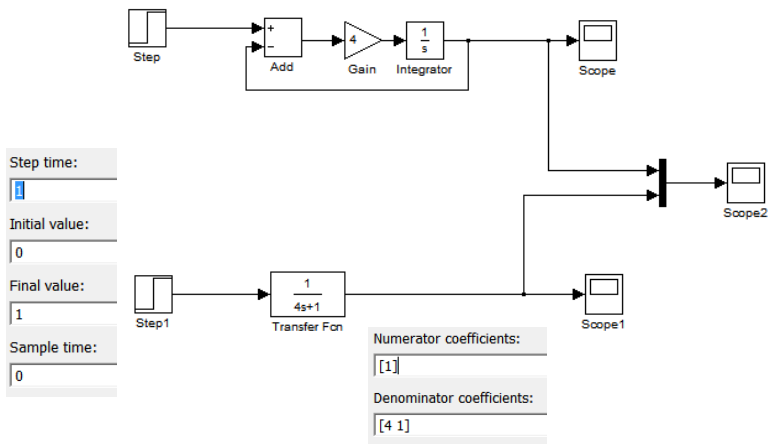 +
−
4
1
s
Step
Add
Gain
Integrator
Scope
Step time:
1
Initial value:
0
Final value:
1
Sample time:
0
Scope2
1
4s+1
Step1
Transfer Fcn
Scope1
Numerator coefficients:
[1]
Denominator coefficients:
[4 1]